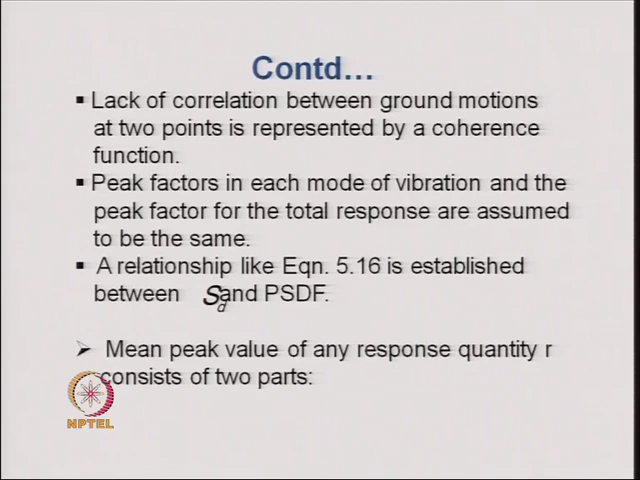 Contd…
▪ Lack of correlation between ground motions
at two points is represented by a coherence
function.
▪ Peak factors in each mode of vibration and the
peak factor for the total response are assumed
to be the same.
▪ A relationship like Eqn. 5.16 is established
between S_d and PSDF.
➢ Mean peak value of any response quantity r
consists of two parts:
NPTEL